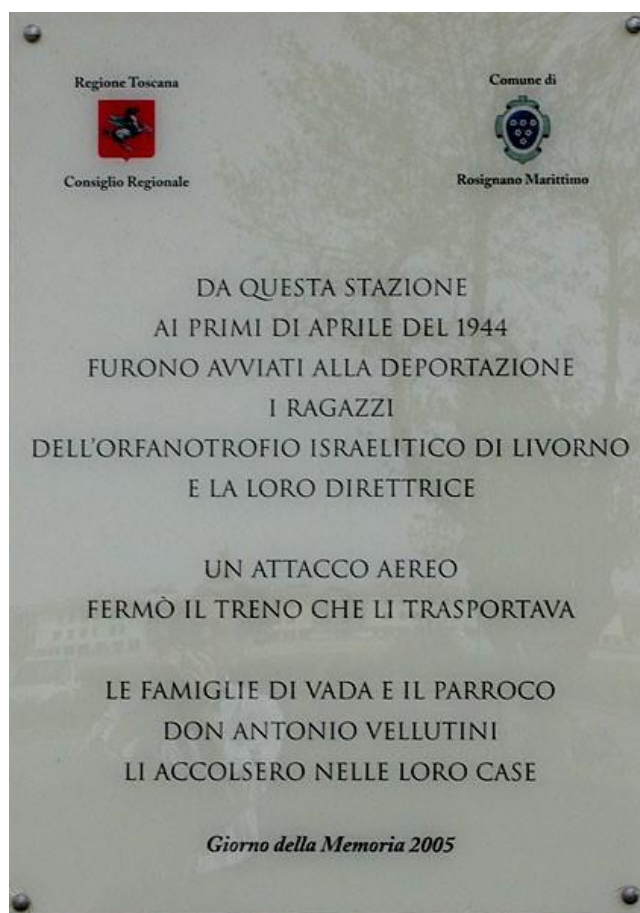 Regione Toscana
Consiglio Regionale
Comune di
Rosignano Marittimo
DA QUESTA STAZIONE
AI PRIMI DI APRILE DEL 1944
FURONO AVVIATI ALLA DEPORTAZIONE
I RAGAZZI
DELL'ORFANOTROFIO ISRAELITICO DI LIVORNO
E LA LORO DIRETTRICE
UN ATTACCO AEREO
FERMÒ IL TRENO CHE LI TRASPORTAVA
LE FAMIGLIE DI VADA E IL PARROCO
DON ANTONIO VELLUTINI
LI ACCOLSERO NELLE LORO CASE
Giorno della Memoria 2005